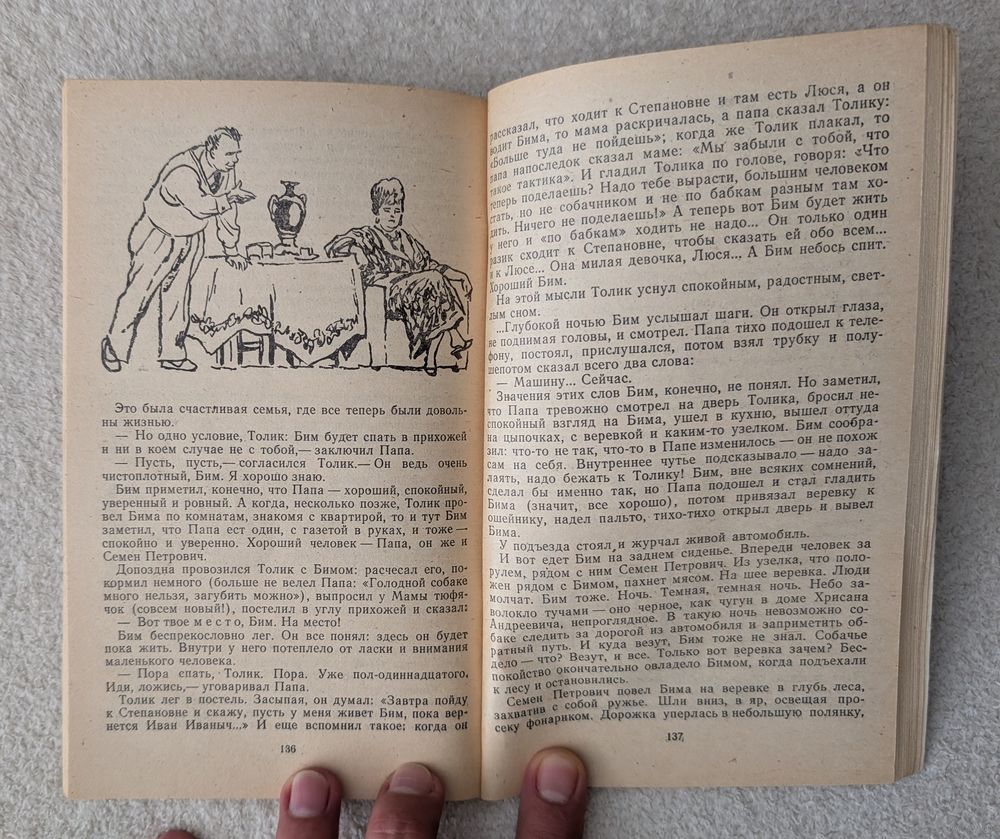 Это была счастливая семья, где все теперь были доволь-
ны жизнью.
— Но одно условие, Толик: Бим будет спать в прихожей
и ни в коем случае не с тобой,— заключил Папа.
— Пусть, пусть,— согласился Толик.— Он ведь очень
чистоплотный, Бим. Я хорошо знаю.
Бим приметил, конечно, что Папа — хороший, спокойный,
уверенный и ровный. А когда, несколько позже, Толик про-
вел Бима по комнатам, знакомя с квартирой, то и тут Бим
заметил, что Папа ест один, с газетой в руках, и тоже —
спокойно и уверенно. Хороший человек — Папа, он же и
Семен Петрович.
Допоздна провозился Толик с Бимом: расчесал его, по-
кормил немного (больше не велел Папа: «Голодной собаке
много нельзя, загубить можно»), выпросил у Мамы тюфя-
чок (совсем новый!), постелил в углу прихожей и сказал:
— Вот твое м е с т о, Бим. На место!
Бим беспрекословно лег. Он все понял: здесь он будет
пока жить. Внутри у него потеплело от ласки и внимания
маленького человека.
— Пора спать, Толик. Пора. Уже пол-одиннадцатого.
Иди, ложись,— уговаривал Папа.
Толик лег в постель. Засыпая, он думал: «Завтра пойду
к Степановне и скажу, пусть у меня живет Бим, пока вер-
нется Иван Иваныч...» И еще вспомнил такое: когда он
136
рассказал, что ходит к Степановне и там есть Люся, а он
водит Бима, то мама раскричалась, а папа сказал Толику:
«Больше туда не пойдешь»; когда же Толик плакал, то
папа напоследок сказал маме: «Мы забыли с тобой, что
такое тактика». И гладил Толика по голове, говоря: «Что
теперь поделаешь? Надо тебе вырасти, большим человеком
стать, но не собачником и не по бабкам разным там хо-
дить. Ничего не поделаешь!» А теперь вот Бим будет жить
у него и «по бабкам» ходить не надо... Он только один
разик сходит к Степановне, чтобы сказать ей обо всем...
и к Люсе... Она милая девочка, Люся... А Бим небось спит.
Хороший Бим.
На этой мысли Толик уснул спокойным, радостным, свет-
лым сном.
...Глубокой ночью Бим услышал шаги. Он открыл глаза,
не поднимая головы, и смотрел. Папа тихо подошел к теле-
фону, постоял, прислушался, потом взял трубку и полу-
шепотом сказал всего два слова:
— Машину... Сейчас.
Значения этих слов Бим, конечно, не понял. Но заметил,
что Папа тревожно смотрел на дверь Толика, бросил не-
спокойный взгляд на Бима, ушел в кухню, вышел оттуда
на цыпочках, с веревкой и каким-то узелком. Бим сообра-
зил: что-то не так, что-то в Папе изменилось — он не похож
сам на себя. Внутреннее чутье подсказывало — надо за-
лаять, надо бежать к Толику! Бим, вне всяких сомнений,
сделал бы именно так, но Папа подошел и стал гладить
Бима (значит, все хорошо), потом привязал веревку к
ошейнику, надел пальто, тихо-тихо открыл дверь и вывел
Бима.
У подъезда стоял и журчал живой автомобиль.
И вот едет Бим на заднем сиденье. Впереди человек за
рулем, рядом с ним Семен Петрович. Из узелка, что поло-
жен рядом с Бимом, пахнет мясом. На шее веревка. Люди
молчат. Бим тоже. Ночь. Темная, темная ночь. Небо за-
волокло тучами — оно черное, как чугун в доме Хрисана
Андреевича, непроглядное. В такую ночь невозможно со-
баке следить за дорогой из автомобиля и заприметить об-
ратный путь. И куда везут, Бим тоже не знал. Собачье
дело — что? Везут, и все. Только вот веревка зачем? Бес-
покойство окончательно овладело Бимом, когда подъехали
к лесу и остановились.
Семен Петрович повел Бима на веревке в глубь леса,
захватив с собой ружье. Шли вниз, в яр, освещая про-
секу фонариком. Дорожка уперлась в небольшую полянку,
137